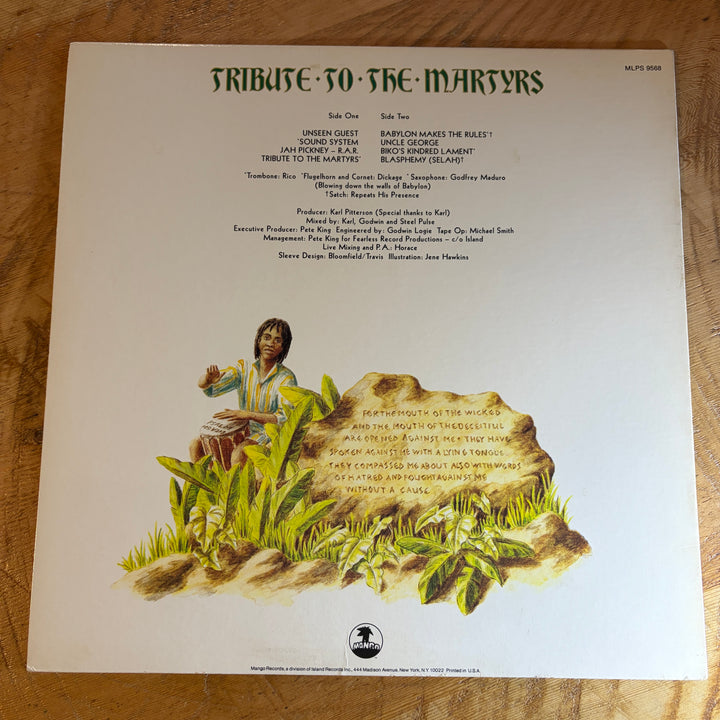 TRIBUTE·TO·THE·MARTYRS
MLPS 9568
Side One
UNSEEN GUEST
*SOUND SYSTEM
JAH PICKNEY – R.A.R.
TRIBUTE TO THE MARTYRS*
Side Two
BABYLON MAKES THE RULES*†
UNCLE GEORGE
BIKO'S KINDRED LAMENT*
BLASPHEMY (SELAH)†
*Trombone: Rico *Flugelhorn and Cornet: Dickage *Saxophone: Godfrey Maduro
(Blowing down the walls of Babylon)
†Satch: Repeats His Presence
Producer: Karl Pitterson (Special thanks to Karl)
Mixed by: Karl, Godwin and Steel Pulse
Executive Producer: Pete King Engineered by: Godwin Logie Tape Op: Michael Smith
Management: Pete King for Fearless Record Productions – c/o Island
Live Mixing and P.A.: Horace
Sleeve Design: Bloomfield/Travis Illustration: Jene Hawkins
FOR THE MOUTH OF THE WICKED
AND THE MOUTH OF THE DECEITFUL
ARE OPENED AGAINST ME • THEY HAVE
SPOKEN AGAINST ME WITH A LYING TONGUE
THEY COMPASSED ME ABOUT ALSO WITH WORDS
OF HATRED AND FOUGHT AGAINST ME
WITHOUT A CAUSE
MANGO
Mango Records, a division of Island Records Inc., 444 Madison Avenue, New York, N.Y. 10022 Printed in U.S.A.